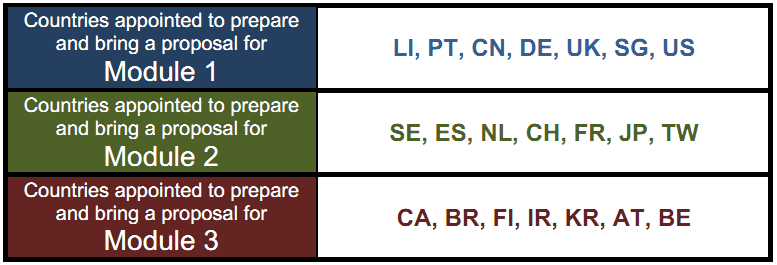 Countries appointed to prepare
and bring a proposal for
Module 1
LI, PT, CN, DE, UK, SG, US
Countries appointed to prepare
and bring a proposal for
Module 2
SE, ES, NL, CH, FR, JP, TW
Countries appointed to prepare
and bring a proposal for
Module 3
CA, BR, FI, IR, KR, AT, BE